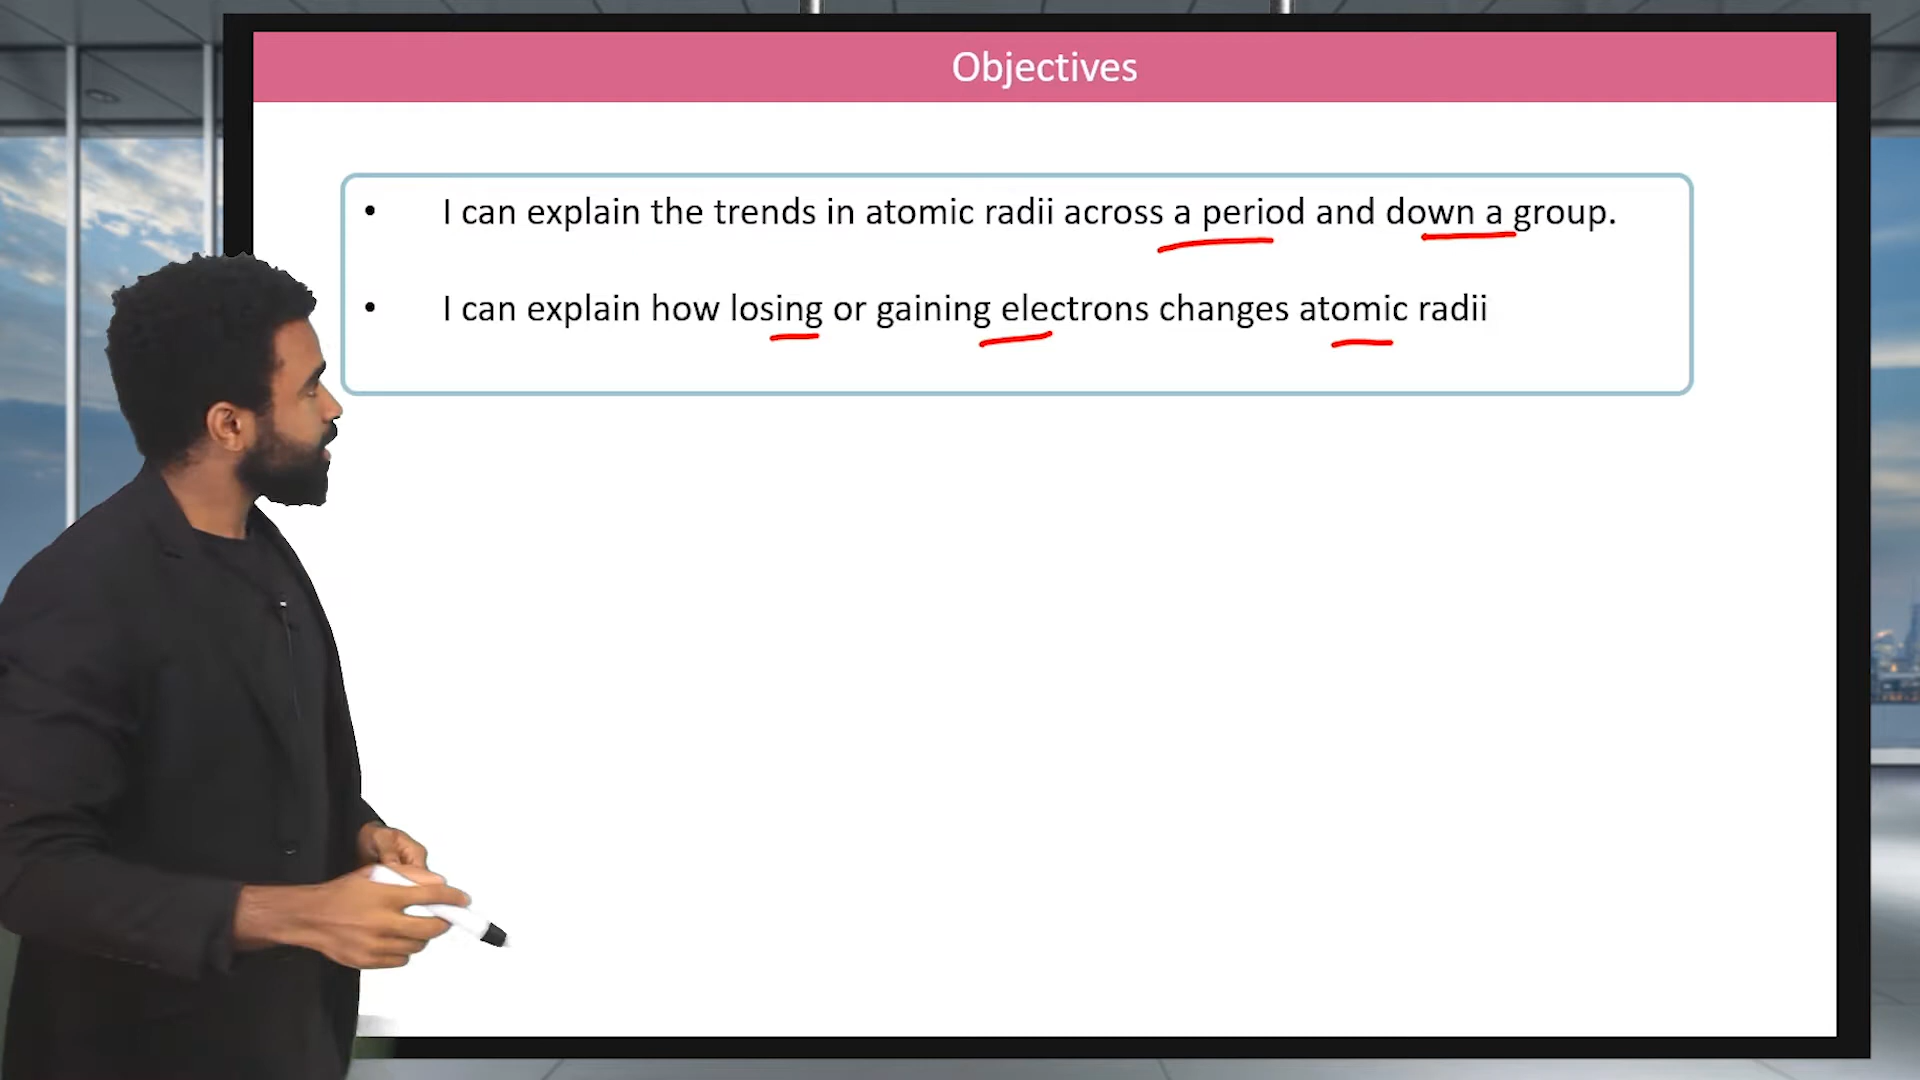 Objectives
• I can explain the trends in atomic radii across a period and down a group.
• I can explain how losing or gaining electrons changes atomic radii